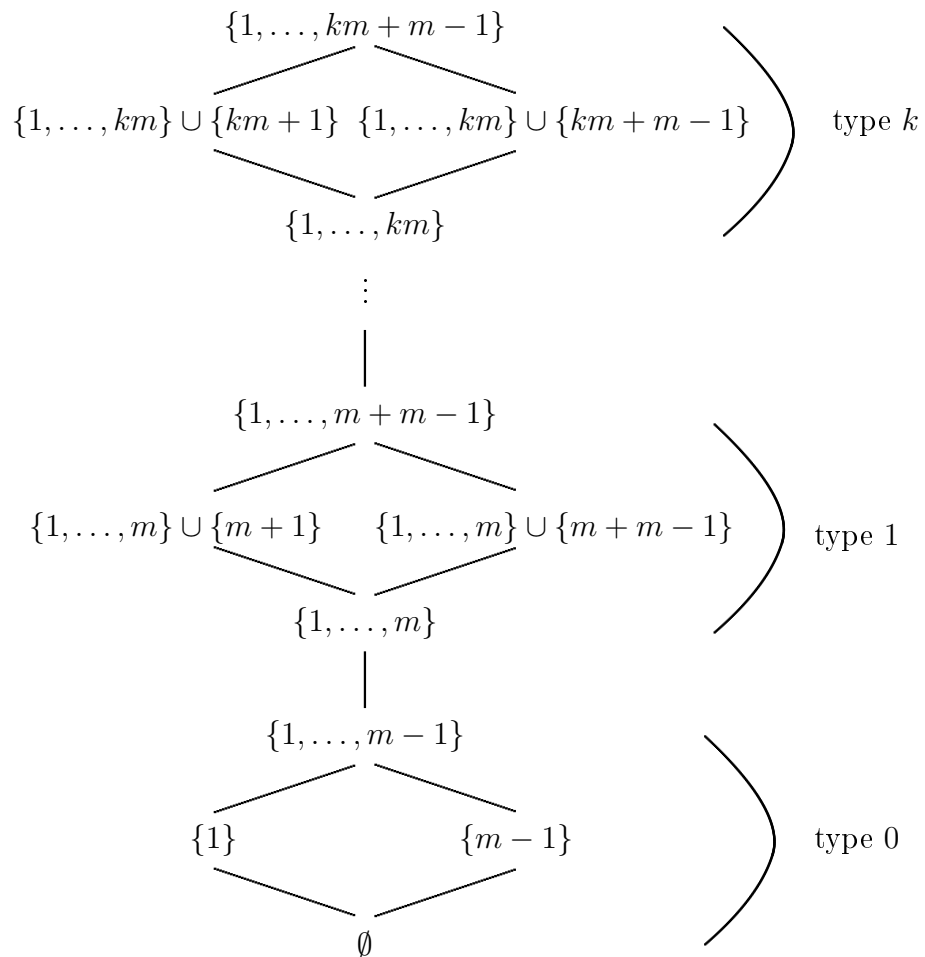 {1, . . . , km + m − 1}
{1, . . . , km} ∪ {km + 1} {1, . . . , km} ∪ {km + m − 1} type k
{1, . . . , km}
⋮
{1, . . . , m + m − 1}
{1, . . . , m} ∪ {m + 1} {1, . . . , m} ∪ {m + m − 1} type 1
{1, . . . , m}
{1, . . . , m − 1}
{1} {m − 1} type 0
∅